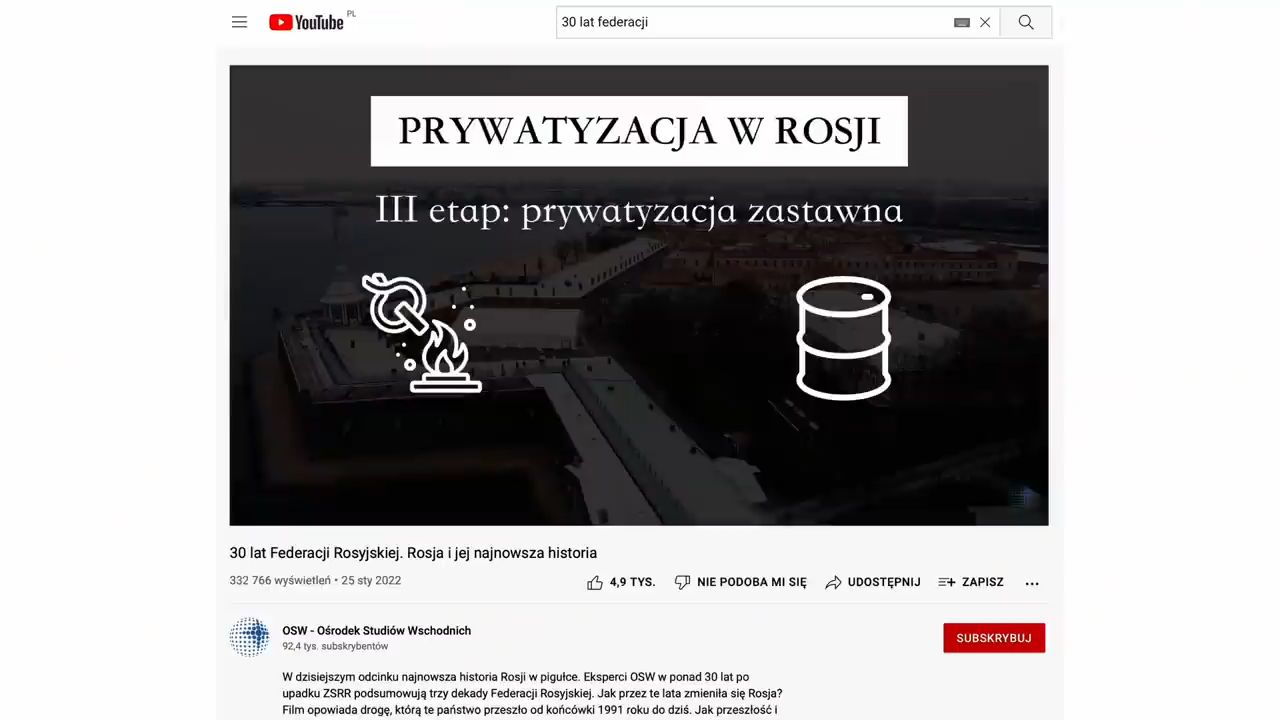 YouTube PL
30 lat federacji
PRYWATYZACJA W ROSJI
III etap: prywatyzacja zastawna
30 lat Federacji Rosyjskiej. Rosja i jej najnowsza historia
332 766 wyświetleń • 25 sty 2022
4,9 TYS. NIE PODOBA MI SIĘ UDOSTĘPNIJ ZAPISZ ...
OSW - Ośrodek Studiów Wschodnich
92,4 tys. subskrybentów
SUBSKRYBUJ
W dzisiejszym odcinku najnowsza historia Rosji w pigułce. Eksperci OSW w ponad 30 lat po
upadku ZSRR podsumowują trzy dekady Federacji Rosyjskiej. Jak przez te lata zmieniła się Rosja?
Film opowiada drogę, którą te państwo przeszło od końcówki 1991 roku do dziś. Jak przeszłość i